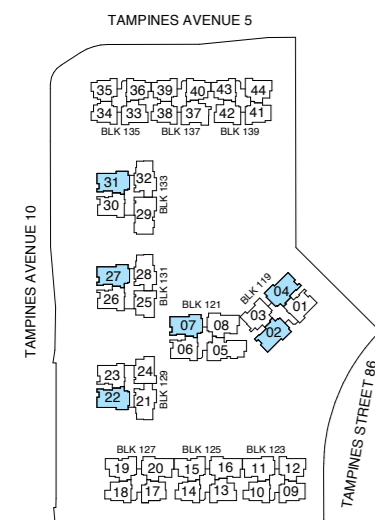 TAMPINES AVENUE 5
35 36 39 40 43 44
34 33 38 37 42 41
BLK 135 BLK 137 BLK 139
31 32
30 29
BLK 133
TAMPINES AVENUE 10
27 28
26 25
BLK 131
BLK 119
04
03 01
02
BLK 121
07 08
06 05
23 24
22 21
BLK 129
TAMPINES STREET 86
BLK 127 BLK 125 BLK 123
19 20 15 16 11 12
18 17 14 13 10 09